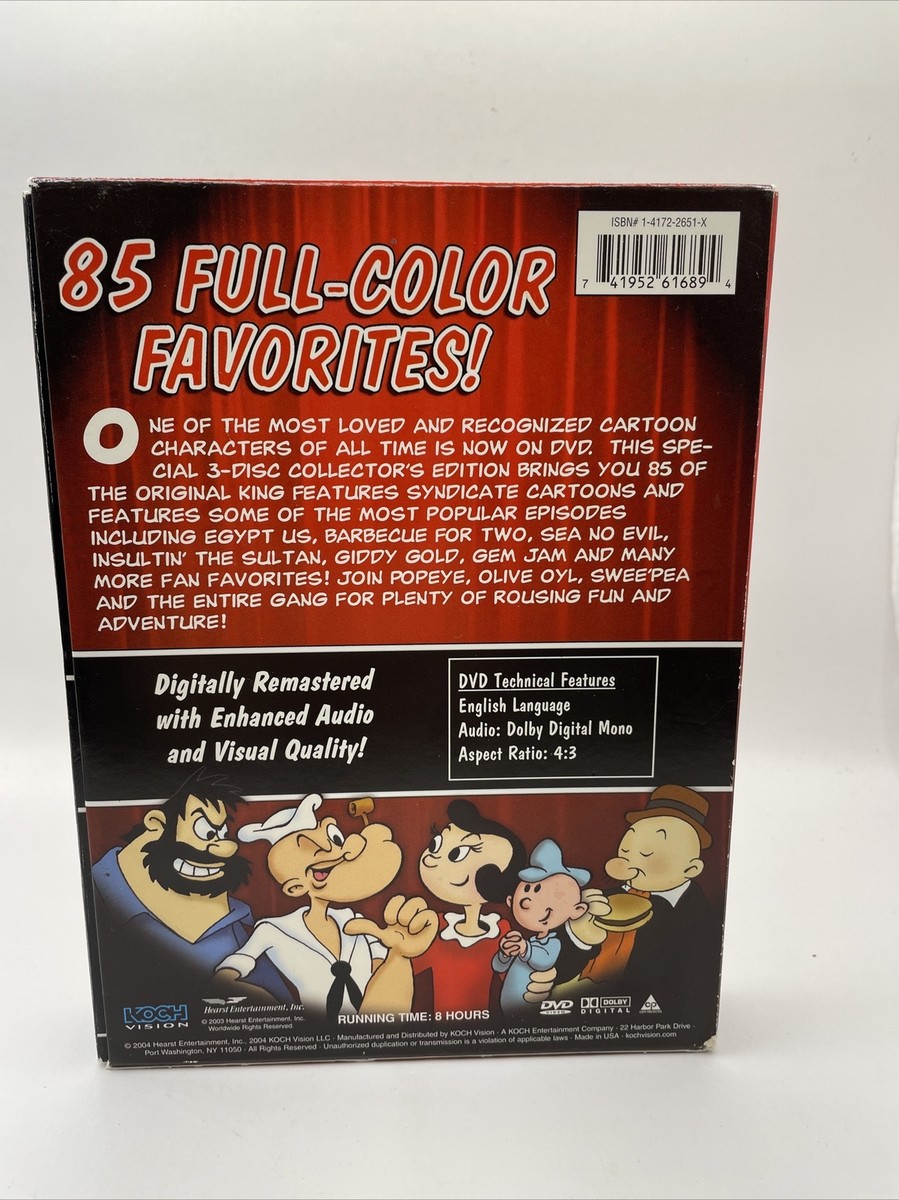 ISBN# 1-4172-2651-X
7 41952 61689 4
85 FULL-COLOR
FAVORITES!
ONE OF THE MOST LOVED AND RECOGNIZED CARTOON
CHARACTERS OF ALL TIME IS NOW ON DVD. THIS SPE-
CIAL 3-DISC COLLECTOR'S EDITION BRINGS YOU 85 OF
THE ORIGINAL KING FEATURES SYNDICATE CARTOONS AND
FEATURES SOME OF THE MOST POPULAR EPISODES
INCLUDING EGYPT US, BARBECUE FOR TWO, SEA NO EVIL,
INSULTIN' THE SULTAN, GIDDY GOLD, GEM JAM AND MANY
MORE FAN FAVORITES! JOIN POPEYE, OLIVE OYL, SWEE'PEA
AND THE ENTIRE GANG FOR PLENTY OF ROUSING FUN AND
ADVENTURE!
Digitally Remastered
with Enhanced Audio
and Visual Quality!
DVD Technical Features
English Language
Audio: Dolby Digital Mono
Aspect Ratio: 4:3
KOCH
VISION
Hearst Entertainment, Inc.
© 2003 Hearst Entertainment, Inc.
Worldwide Rights Reserved.
RUNNING TIME: 8 HOURS
DVD
VIDEO
DOLBY
DIGITAL
© 2004 Hearst Entertainment, Inc., 2004 KOCH Vision LLC · Manufactured and Distributed by KOCH Vision · A KOCH Entertainment Company · 22 Harbor Park Drive ·
Port Washington, NY 11050 · All Rights Reserved · Unauthorized duplication or transmission is a violation of applicable laws · Made in USA · kochvision.com